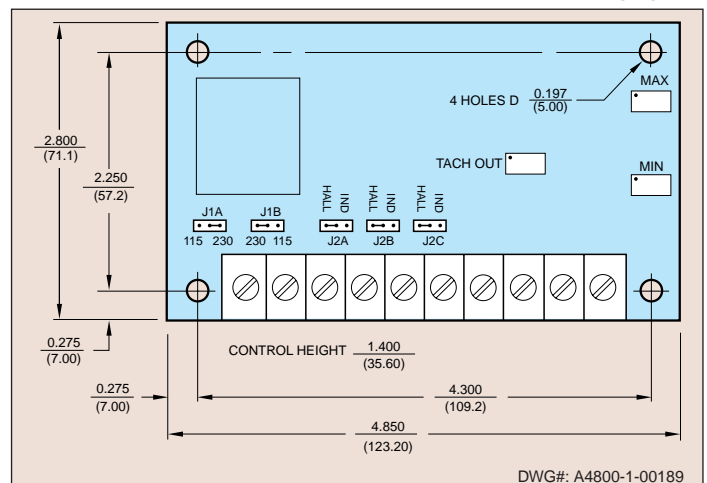 MAX
4 HOLES D 0.197
(5.00)
2.800
(71.1)
TACH OUT
MIN
2.250
(57.2)
HALL IND HALL IND HALL IND
J1A J1B
115 230 230 115 J2A J2B J2C
0.275
(7.00)
CONTROL HEIGHT 1.400
(35.60)
0.275
(7.00)
4.300
(109.2)
4.850
(123.20)
DWG#: A4800-1-00189